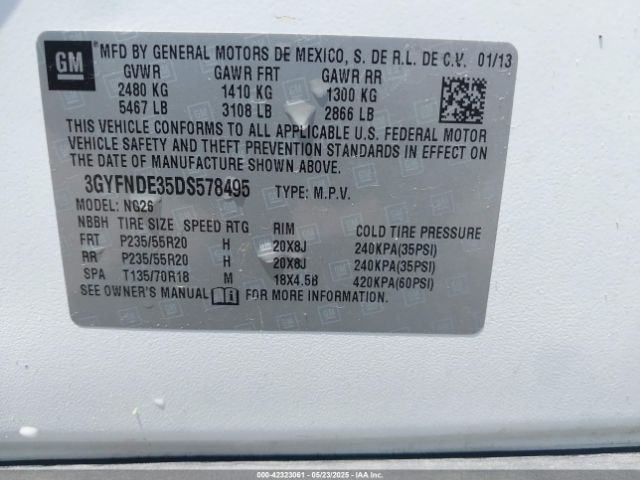 GM MFD BY GENERAL MOTORS DE MEXICO, S. DE R.L. DE C.V. 01/13
GVWR GAWR FRT GAWR RR
2480 KG 1410 KG 1300 KG
5467 LB 3108 LB 2866 LB
THIS VEHICLE CONFORMS TO ALL APPLICABLE U.S. FEDERAL MOTOR
VEHICLE SAFETY AND THEFT PREVENTION STANDARDS IN EFFECT ON
THE DATE OF MANUFACTURE SHOWN ABOVE.
3GYFNDE35DS578495 TYPE: M.P.V.
MODEL: NG26
NBBH TIRE SIZE SPEED RTG RIM COLD TIRE PRESSURE
FRT P235/55R20 H 20X8J 240KPA(35PSI)
RR P235/55R20 H 20X8J 240KPA(35PSI)
SPA T135/70R18 M 18X4.5B 420KPA(60PSI)
SEE OWNER'S MANUAL FOR MORE INFORMATION.
000-42323061 - 05/23/2025 - IAAI.COM